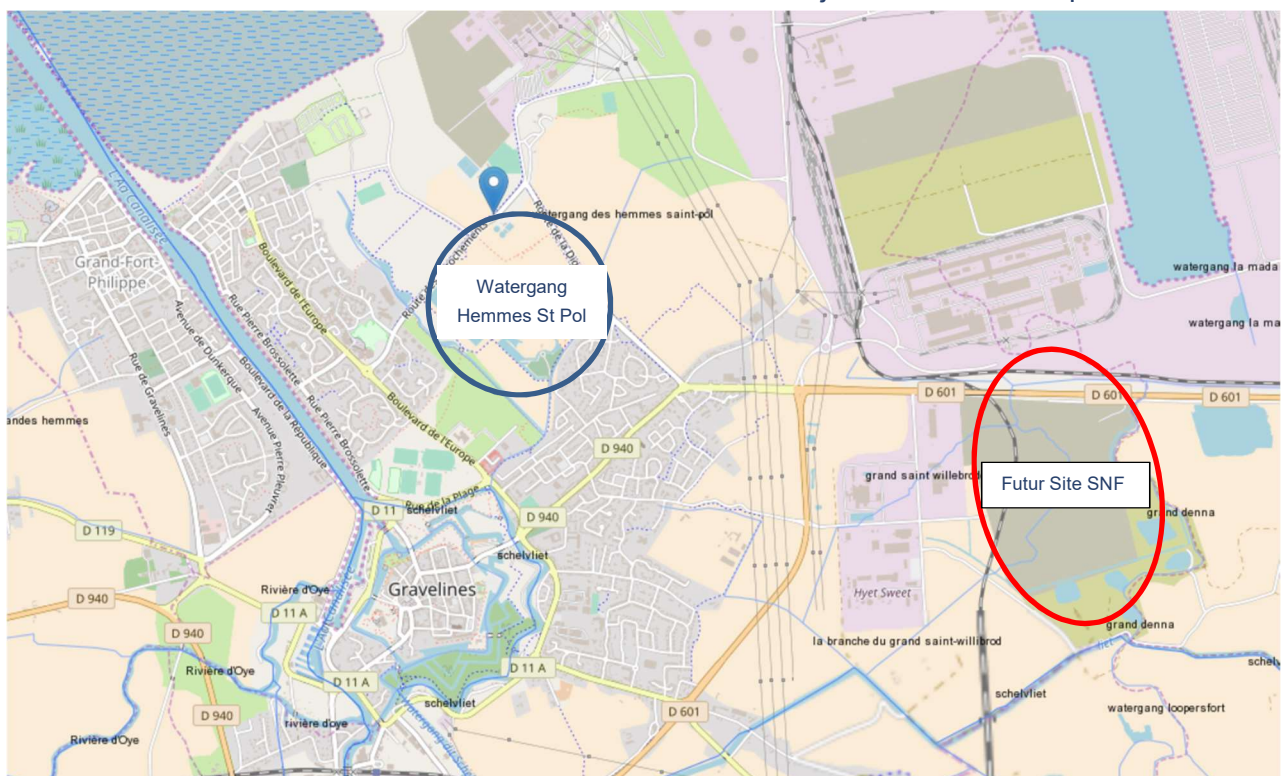 L'Aa Canalisée
Grand-Fort-
Philippe
Boulevard de l'Europe
watergang des hemmes saint-pôl
Watergang
Hemmes St Pol
watergang la mada
watergang la ma
Rue Pierre Brossolette
Avenue de Dunkerque
Boulevard de la République
Rue de Gravelines
Rue Pierre Brossolette
Avenue Pierre Pleuvret
Boulevard de l'Europe
andes hemmes
D 601
D 601
D 601
D 940
grand saint willebrod
Futur Site SNF
Rue de la Plage
D 11
schelvliet
D 940
grand denna
D 119
schelvliet
Rivière d'Oye
Gravelines
Hyet Sweet
D 940
D 11 A
grand denna
D 940
la branche du grand saint-willibrod
Rivière d'Oye
D 11 A
D 11 A
schelv
schelvliet
schelvliet
D 940
rivière d'oye
D 601
watergang loopersfort
Rivière d'Oye